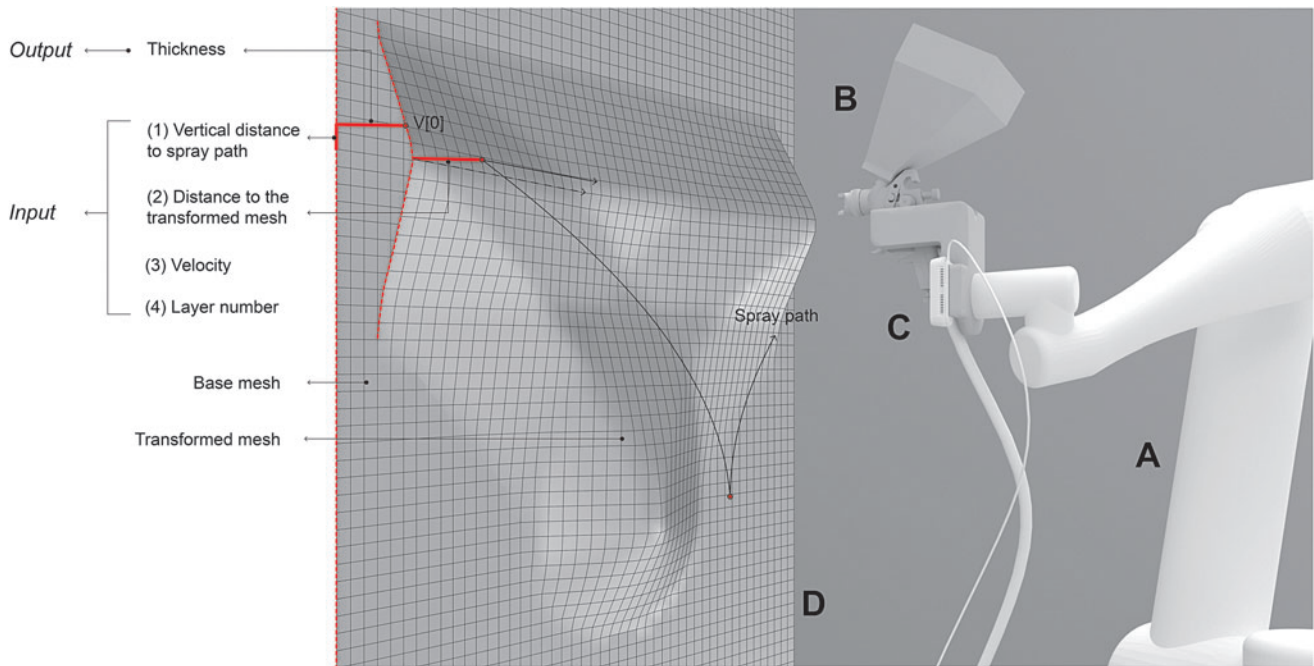 Output
Thickness
V[0]
Input
(1) Vertical distance
to spray path
(2) Distance to the
transformed mesh
(3) Velocity
(4) Layer number
Base mesh
Transformed mesh
Spray path
B
C
A
D